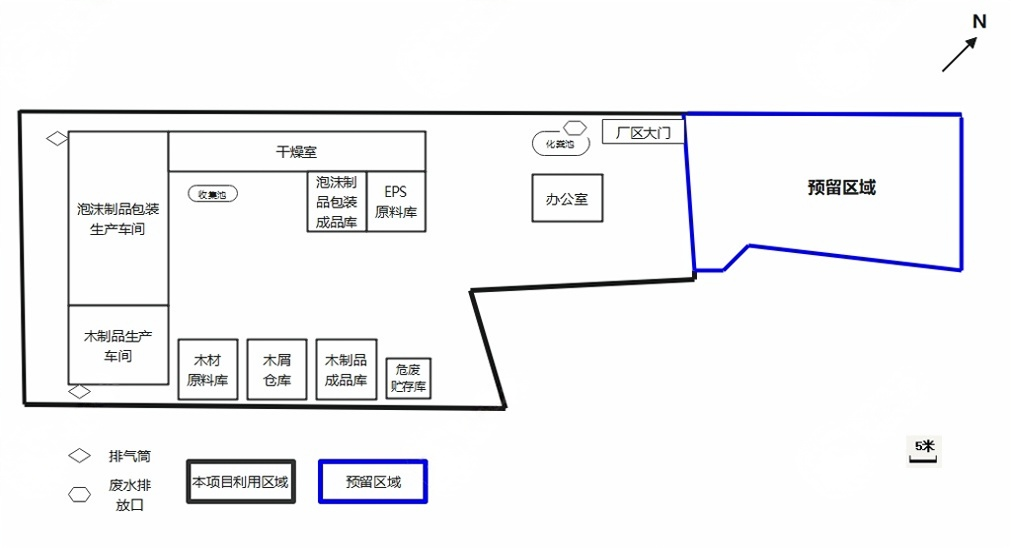 N
厂区大门
化粪池
干燥室
泡沫制
品包装
成品库
EPS
原料库
收集池
预留区域
办公室
泡沫制品包装
生产车间
木制品生产
车间
木材
原料库
木屑
仓库
木制品
成品库
危废
贮存库
5米
排气筒
废水排
放口
本项目利用区域
预留区域